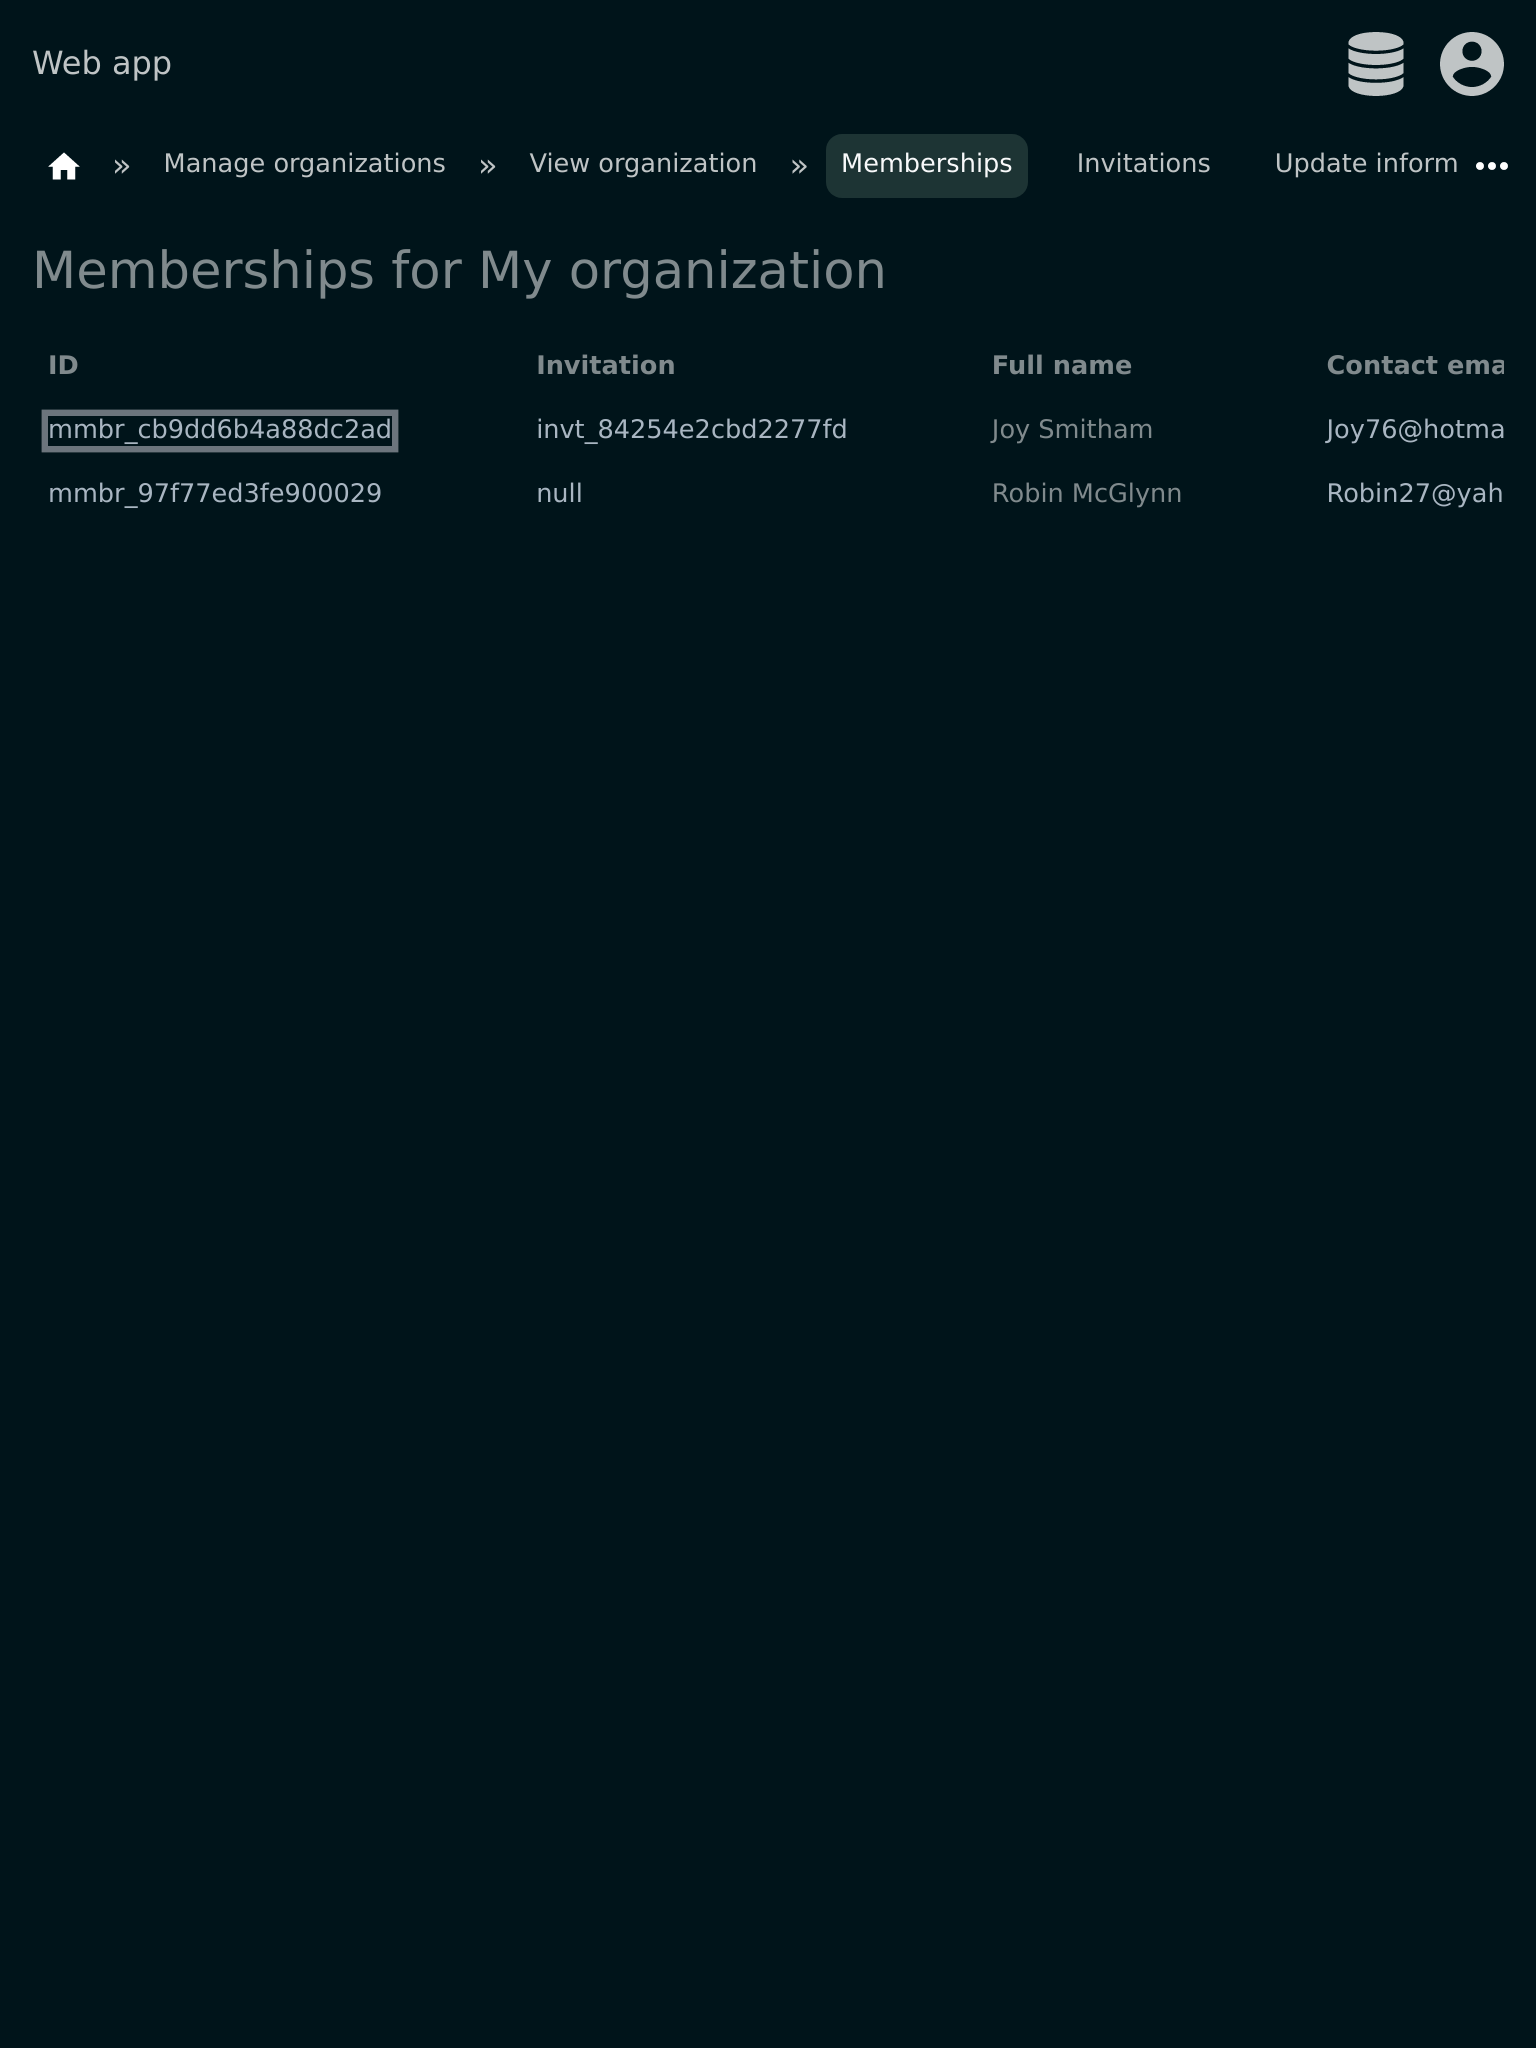 Web app
» Manage organizations » View organization » Memberships Invitations Update inform
Memberships for My organization
ID Invitation Full name Contact ema
mmbr_cb9dd6b4a88dc2ad invt_84254e2cbd2277fd Joy Smitham Joy76@hotma
mmbr_97f77ed3fe900029 null Robin McGlynn Robin27@yah